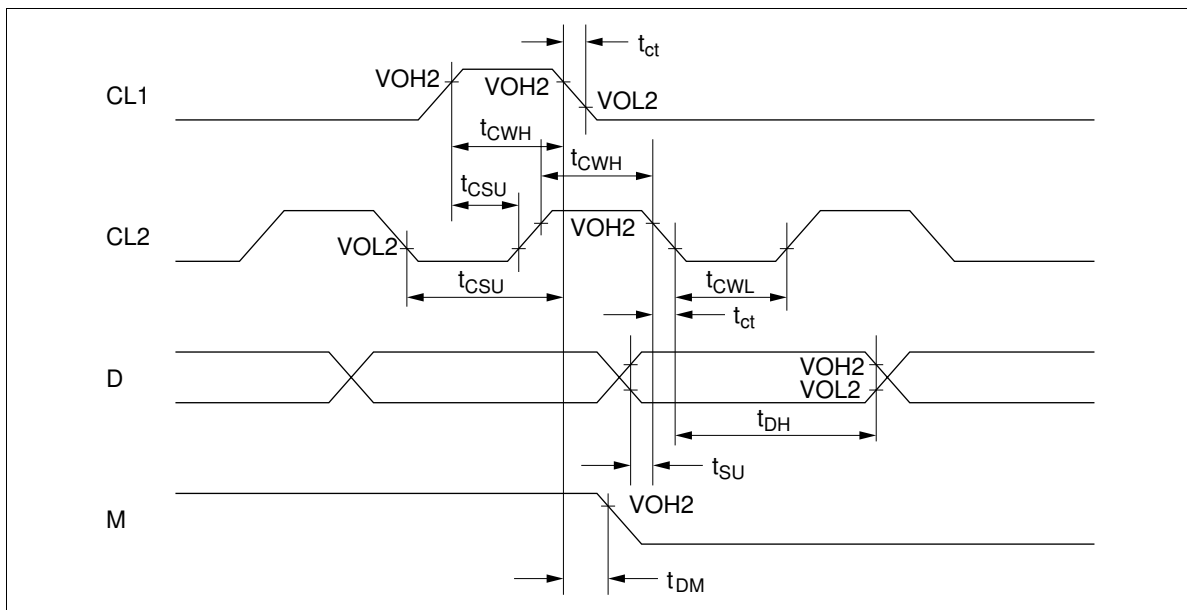 t_ct
CL1 VOH2 VOH2 VOL2
t_CWH t_CWH
t_CSU
CL2 VOL2 VOH2
t_CSU t_CWL
t_ct
D VOH2
VOL2
t_DH
t_SU
M VOH2
t_DM